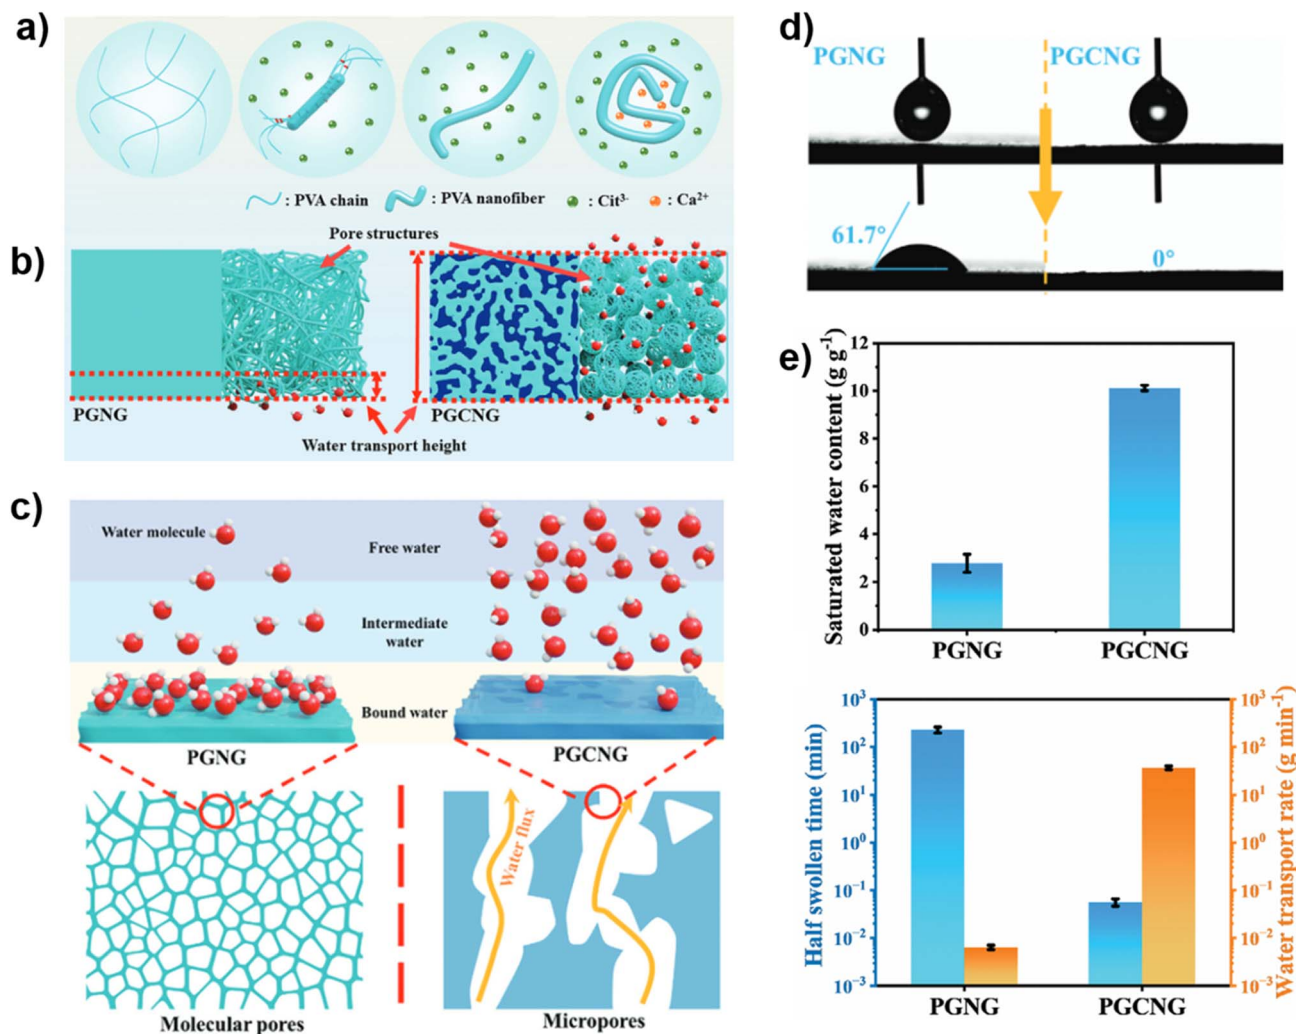 a)
: PVA chain
: PVA nanofiber
: Cit³⁻
: Ca²⁺
b)
Pore structures
PGNG
PGCNG
Water transport height
c)
Water molecule
Free water
Intermediate
water
Bound water
PGNG
PGCNG
Water flux
Molecular pores
Micropores
d)
PGNG
PGCNG
61.7°
0°
e)
Saturated water content (g g⁻¹)
12
10
8
6
4
2
0
PGNG
PGCNG
Half swollen time (min)
10³
10²
10¹
10⁰
10⁻¹
10⁻²
10⁻³
PGNG
PGCNG
10³
10²
10¹
10⁰
10⁻¹
10⁻²
10⁻³
Water transport rate (g min⁻¹)